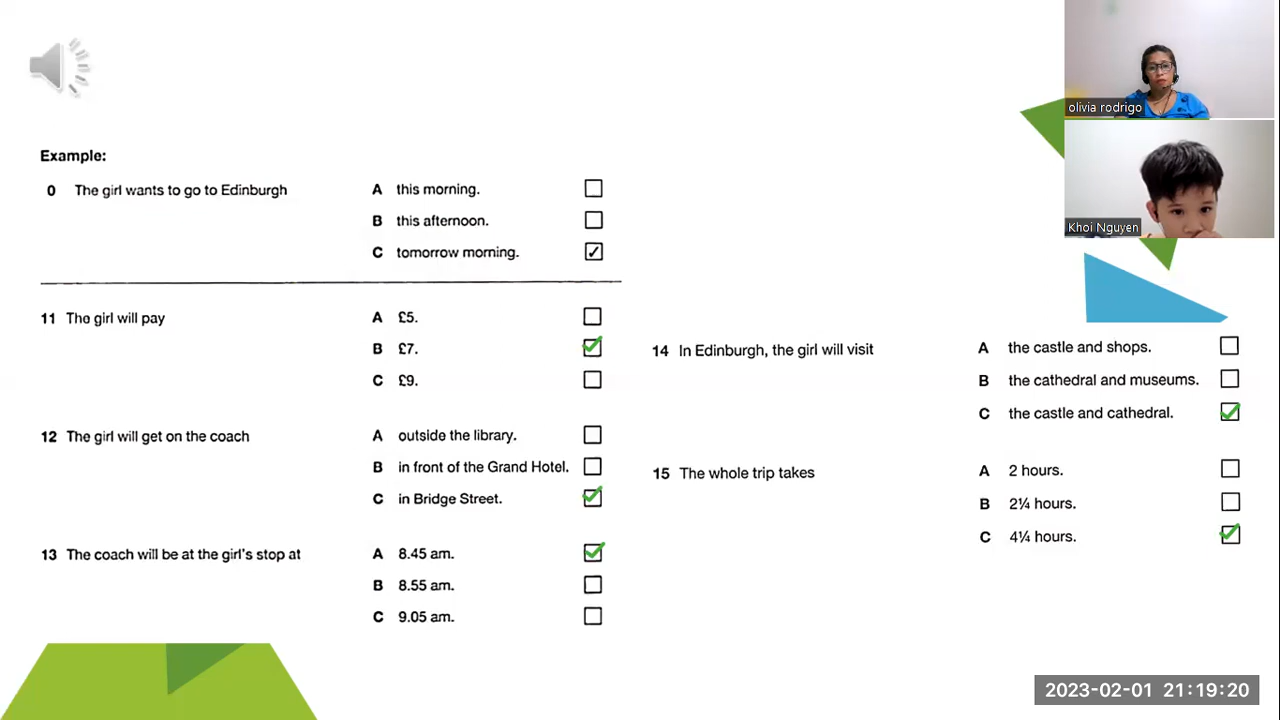 olivia rodrigo
Khoi Nguyen
Example:
0 The girl wants to go to Edinburgh
A this morning.
B this afternoon.
C tomorrow morning.
11 The girl will pay
A £5.
B £7.
C £9.
12 The girl will get on the coach
A outside the library.
B in front of the Grand Hotel.
C in Bridge Street.
13 The coach will be at the girl's stop at
A 8.45 am.
B 8.55 am.
C 9.05 am.
14 In Edinburgh, the girl will visit
A the castle and shops.
B the cathedral and museums.
C the castle and cathedral.
15 The whole trip takes
A 2 hours.
B 2¼ hours.
C 4¼ hours.
2023-02-01 21:19:20